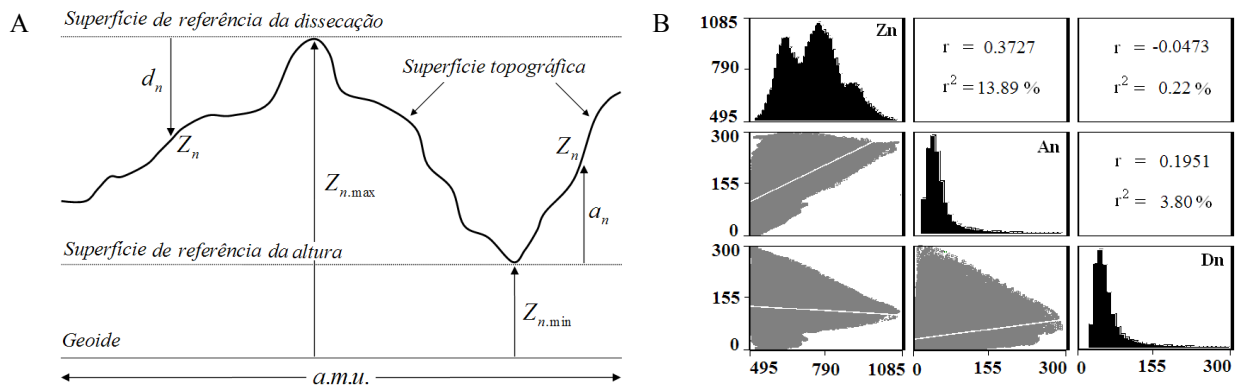 A
Superfície de referência da dissecação
d_n
Superfície topográfica
Z_n
Z_n
Z_n.max
a_n
Superfície de referência da altura
Z_n.min
Geoide
a.m.u.
B
1085
790
495
Zn
r = 0.3727
r² = 13.89 %
r = -0.0473
r² = 0.22 %
300
155
0
An
r = 0.1951
r² = 3.80 %
300
155
0
Dn
495 790 1085
0 155 300
0 155 300